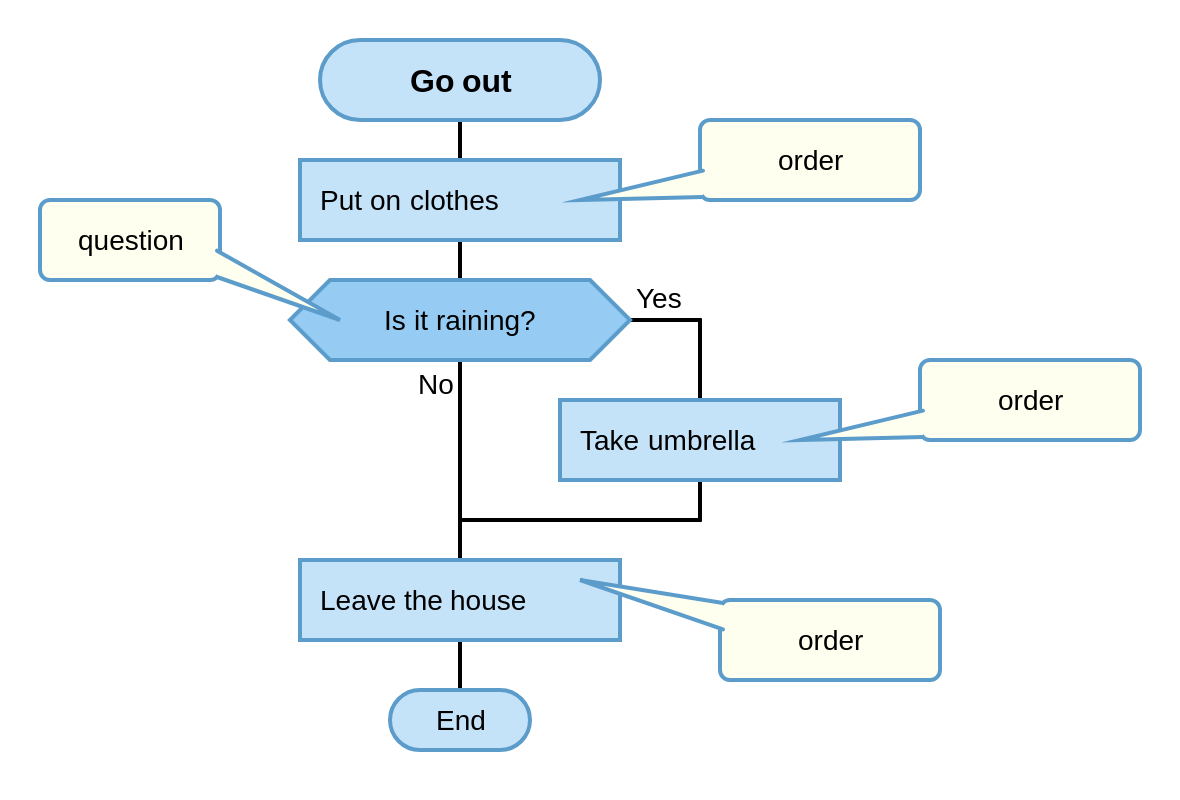 Go out
order
Put on clothes
question
Is it raining?
Yes
No
order
Take umbrella
Leave the house
order
End